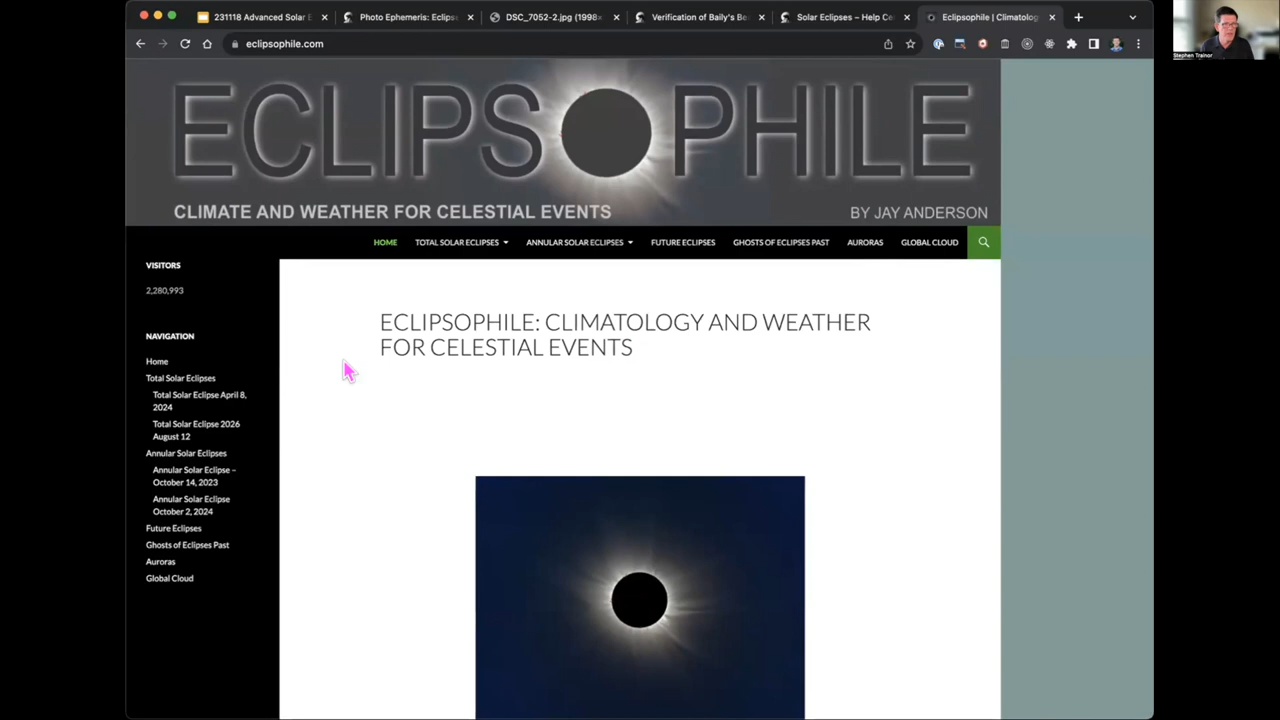 231118 Advanced Solar E
Photo Ephemeris: Eclips
DSC_7052-2.jpg (1998×
Verification of Baily's Be
Solar Eclipses – Help Ce
Eclipsophile | Climatolog
eclipsophile.com
Stephen Trainor
ECLIPSOPHILE
CLIMATE AND WEATHER FOR CELESTIAL EVENTS
BY JAY ANDERSON
HOME
TOTAL SOLAR ECLIPSES
ANNULAR SOLAR ECLIPSES
FUTURE ECLIPSES
GHOSTS OF ECLIPSES PAST
AURORAS
GLOBAL CLOUD
VISITORS
2,280,993
NAVIGATION
Home
Total Solar Eclipses
Total Solar Eclipse April 8,
2024
Total Solar Eclipse 2026
August 12
Annular Solar Eclipses
Annular Solar Eclipse –
October 14, 2023
Annular Solar Eclipse
October 2, 2024
Future Eclipses
Ghosts of Eclipses Past
Auroras
Global Cloud
ECLIPSOPHILE: CLIMATOLOGY AND WEATHER
FOR CELESTIAL EVENTS